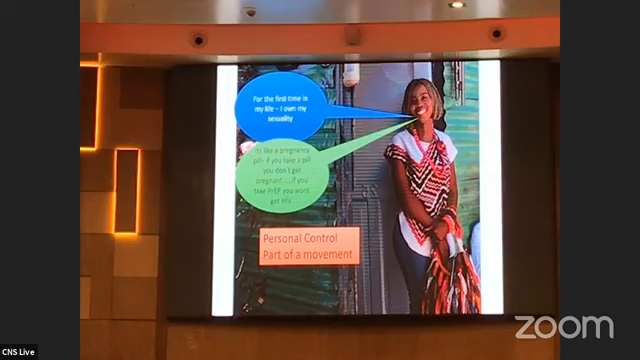 For the first time in
my life – I own my
sexuality
Its like a pregnancy
pill- if you take a pill
you don't get
pregnant......if you
take PrEP you wont
get HIV
Personal Control
Part of a movement
zoom
CNS Live